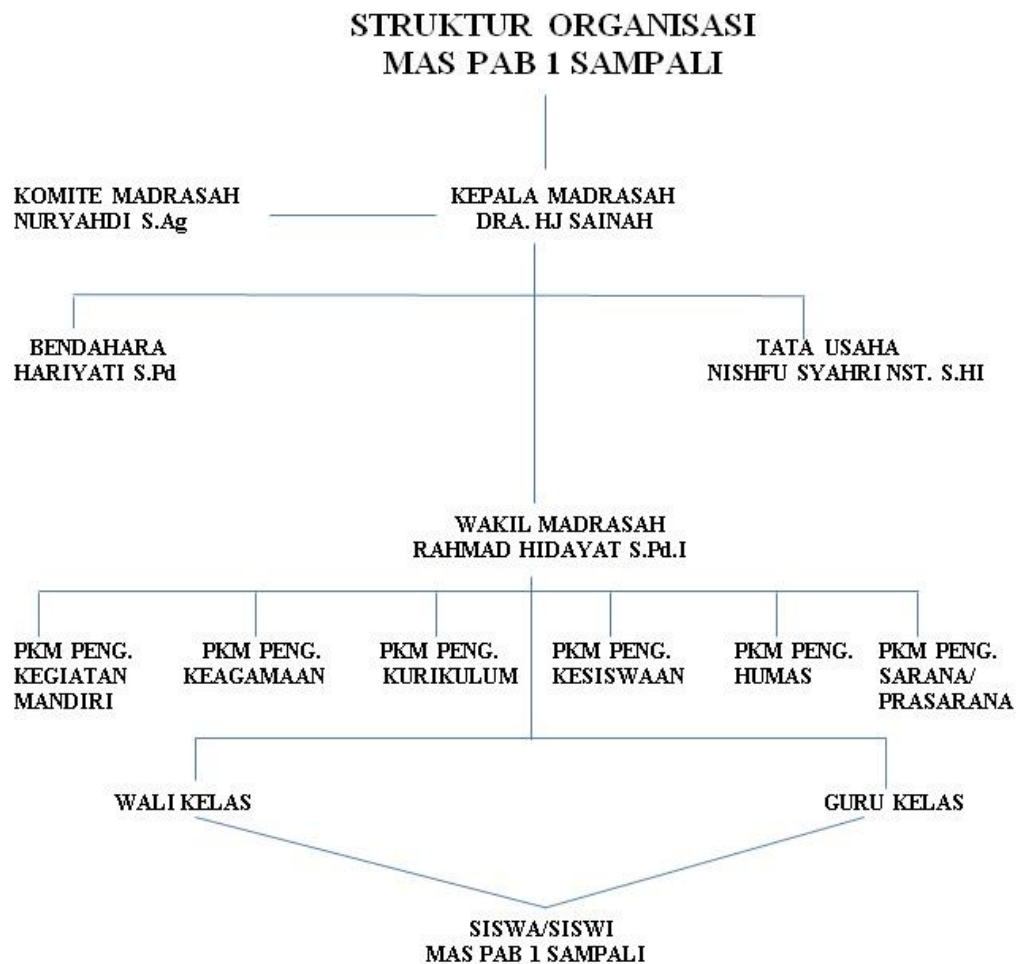 STRUKTUR ORGANISASI
MAS PAB 1 SAMPALI
KOMITE MADRASAH
NURYAHDI S.Ag
KEPALA MADRASAH
DRA. HJ SAINAH
BENDAHARA
HARIYATI S.Pd
TATA USAHA
NISHFU SYAHRI NST. S.HI
WAKIL MADRASAH
RAHMAD HIDAYAT S.Pd.I
PKM PENG.
KEGIATAN
MANDIRI
PKM PENG.
KEAGAMAAN
PKM PENG.
KURIKULUM
PKM PENG.
KESISWAAN
PKM PENG.
HUMAS
PKM PENG.
SARANA/
PRASARANA
WALI KELAS
GURU KELAS
SISWA/SISWI
MAS PAB 1 SAMPALI